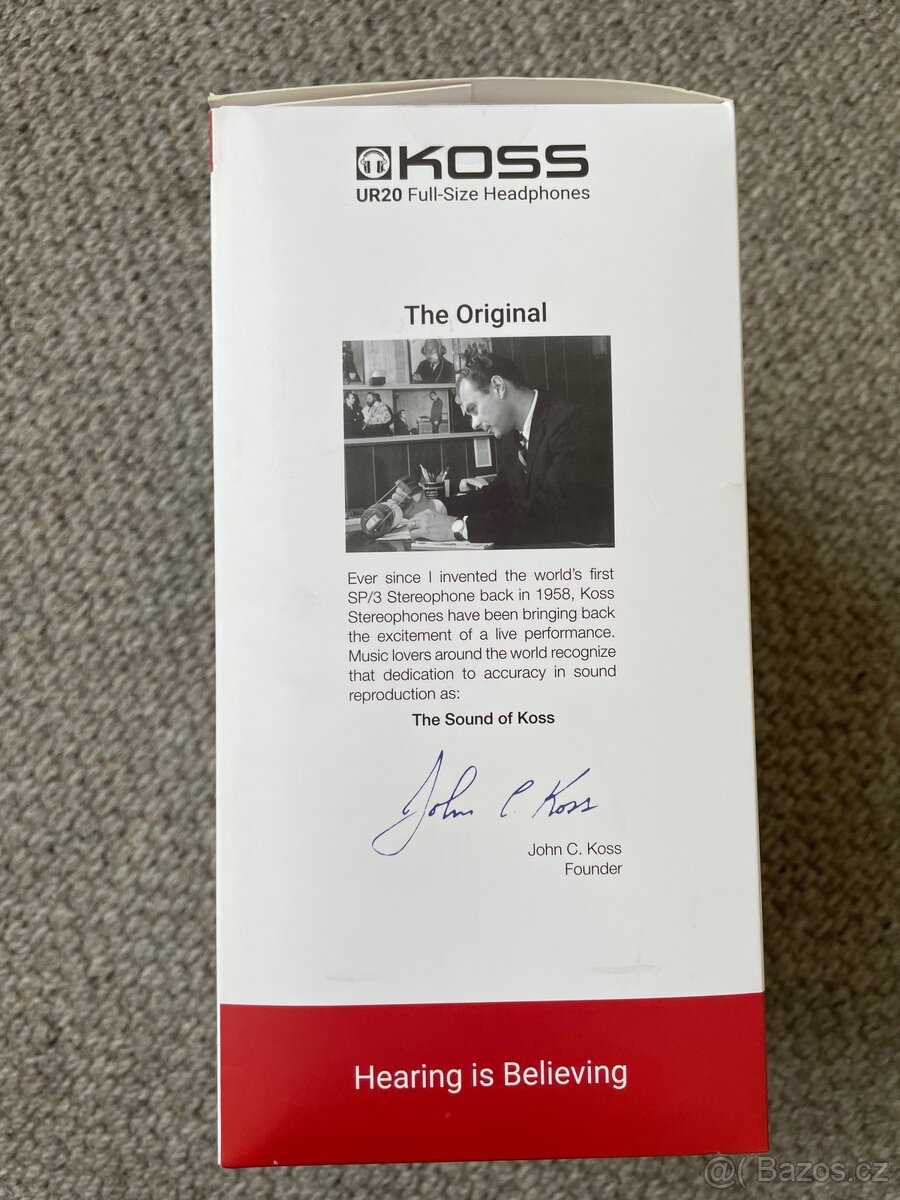 KOSS
UR20 Full-Size Headphones
The Original
Ever since I invented the world's first
SP/3 Stereophone back in 1958, Koss
Stereophones have been bringing back
the excitement of a live performance.
Music lovers around the world recognize
that dedication to accuracy in sound
reproduction as:
The Sound of Koss
John C. Koss
John C. Koss
Founder
Hearing is Believing
@( Bazos.cz